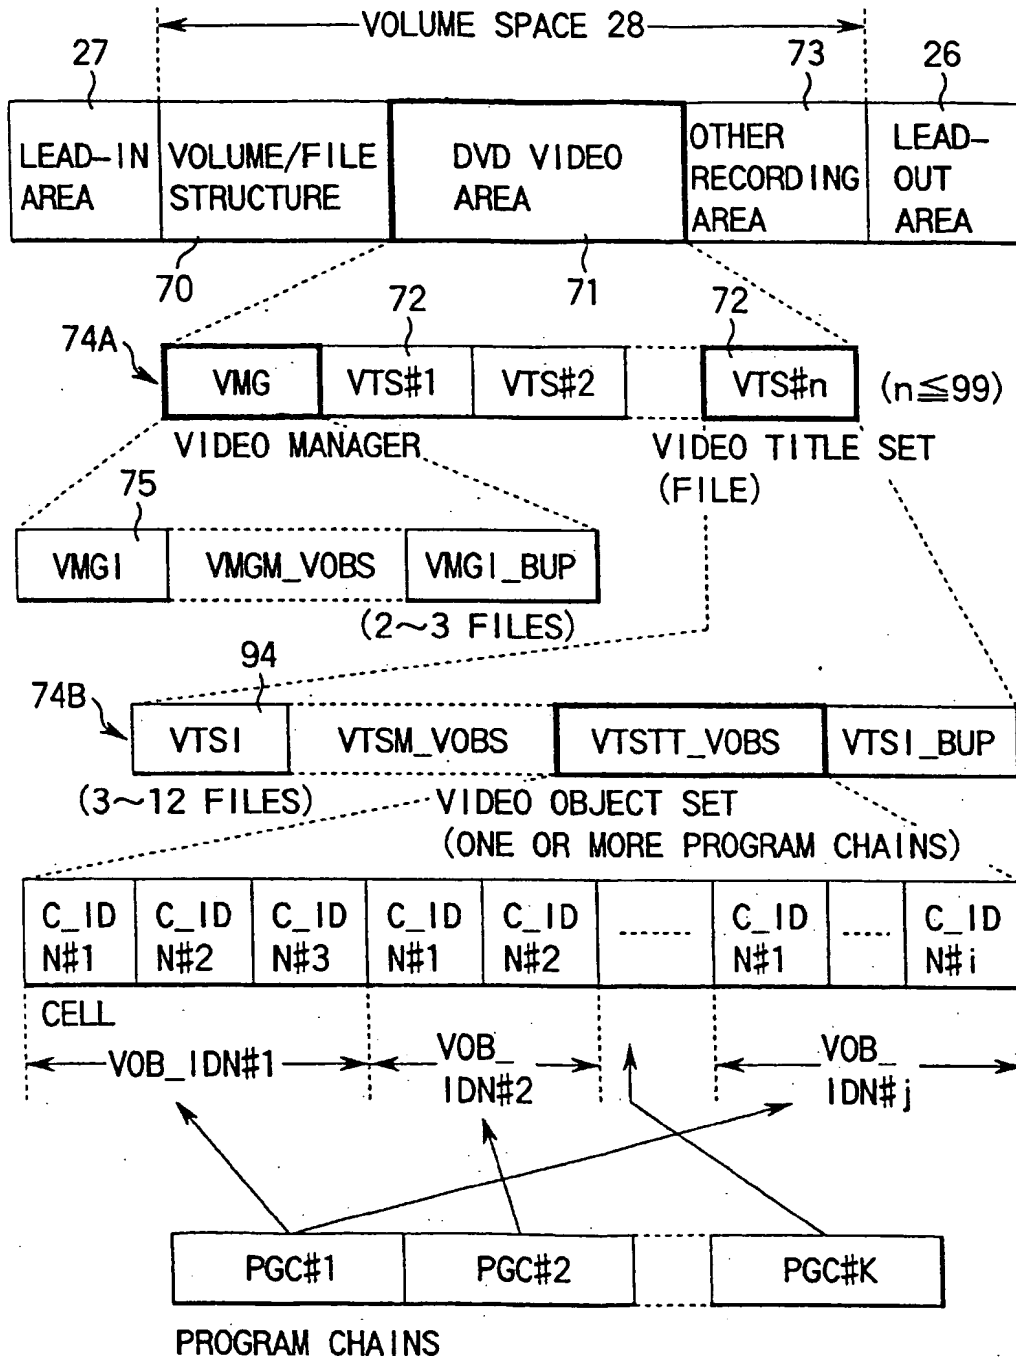 VOLUME SPACE 28
27
73
26
LEAD-IN AREA
VOLUME/FILE STRUCTURE
DVD VIDEO AREA
OTHER RECORDING AREA
LEAD-OUT AREA
70
71
72
72
74A
VMG
VTS#1
VTS#2
VTS#n
(n≦99)
VIDEO MANAGER
VIDEO TITLE SET
(FILE)
75
VMGI
VMGM_VOBS
VMGI_BUP
(2~3 FILES)
94
74B
VTSI
VTSM_VOBS
VTSTT_VOBS
VTSI_BUP
(3~12 FILES)
VIDEO OBJECT SET
(ONE OR MORE PROGRAM CHAINS)
C_ID N#1
C_ID N#2
C_ID N#3
C_ID N#1
C_ID N#2
C_ID N#1
C_ID N#i
CELL
VOB_IDN#1
VOB_IDN#2
VOB_IDN#j
PGC#1
PGC#2
PGC#K
PROGRAM CHAINS